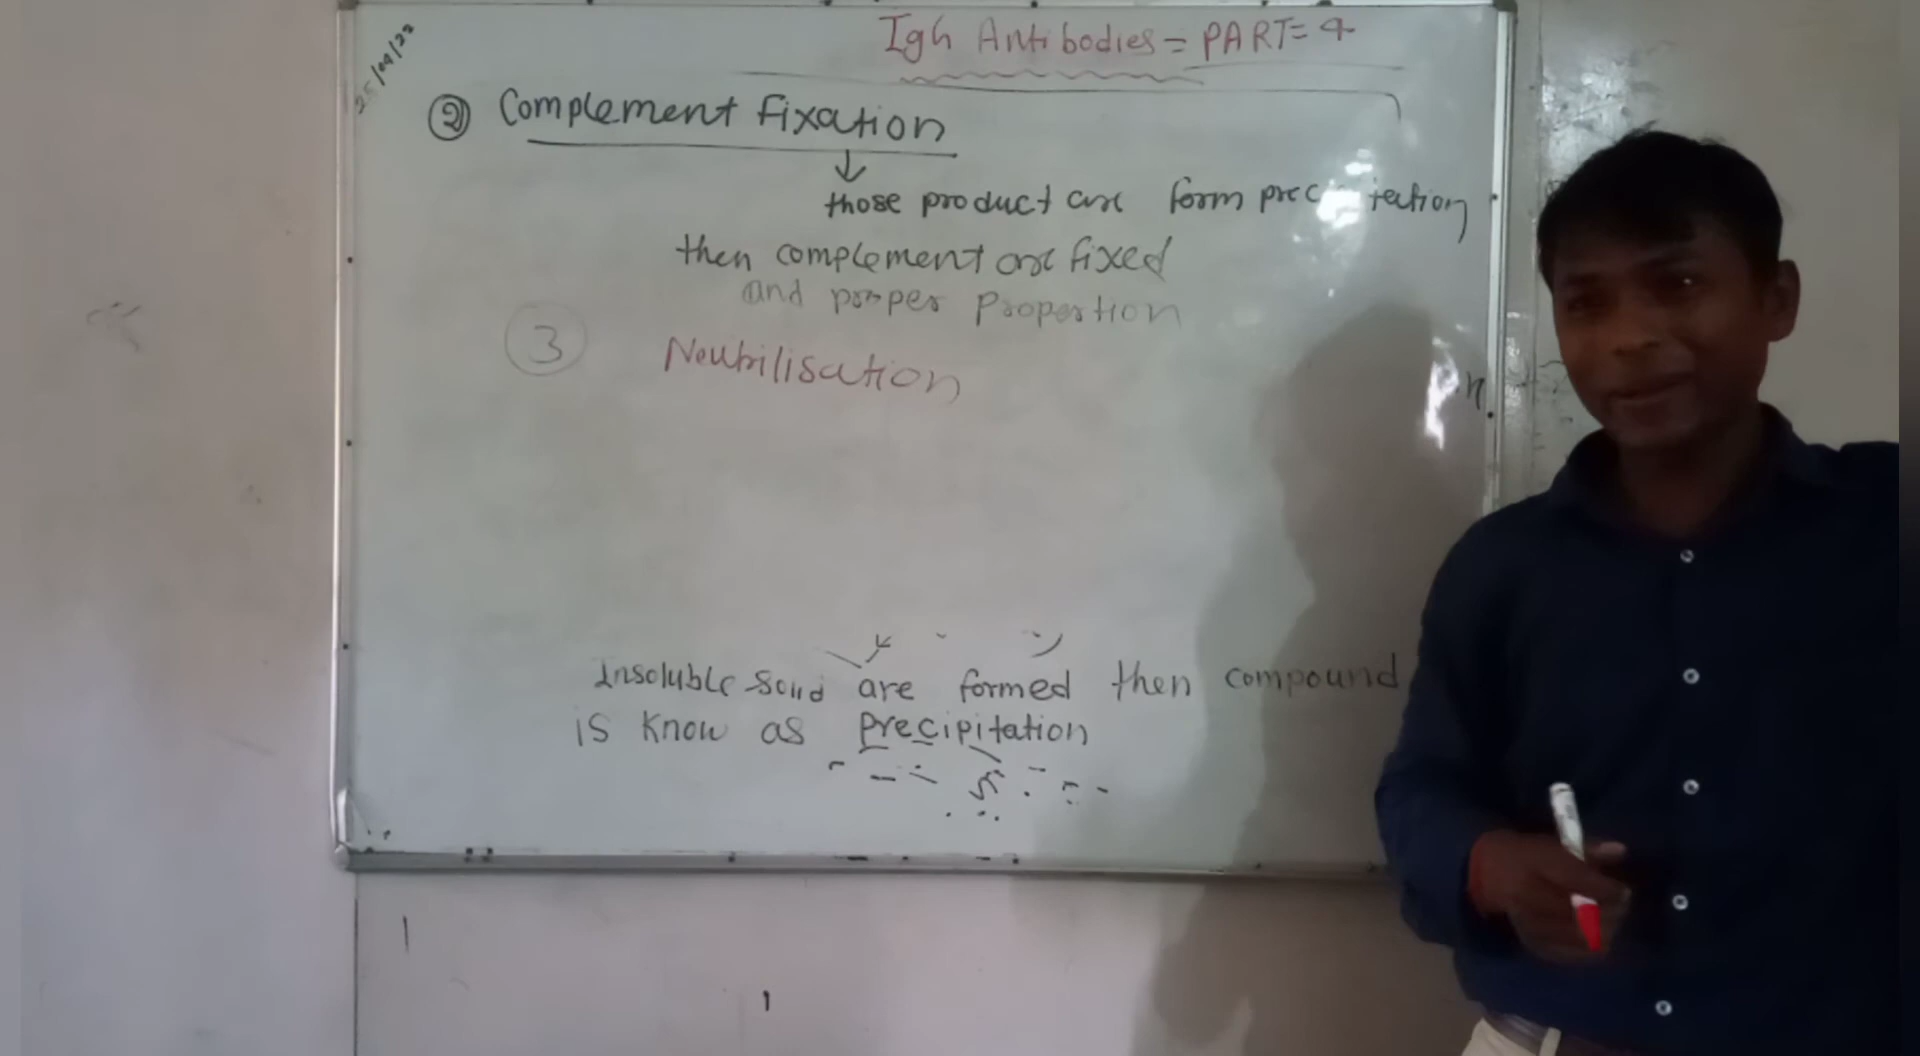 25/04/22
IgG Antibodies = PART= 4
② Complement fixation
those product are form precipitation
then complement are fixed
and proper Proportion
3 Neutrilisation
Insoluble Solid are formed then compound
is Know as precipitation